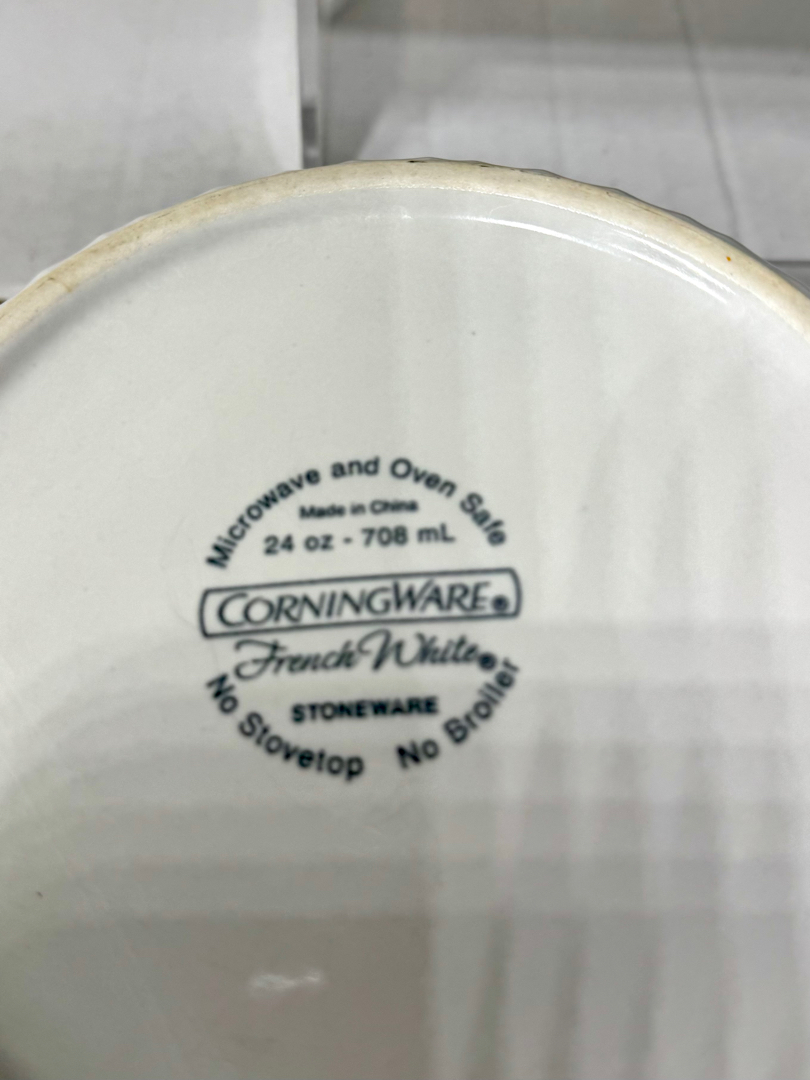 Microwave and Oven Safe
Made in China
24 oz - 708 mL
CORNINGWARE®
French White®
STONEWARE
No Stovetop No Broiler